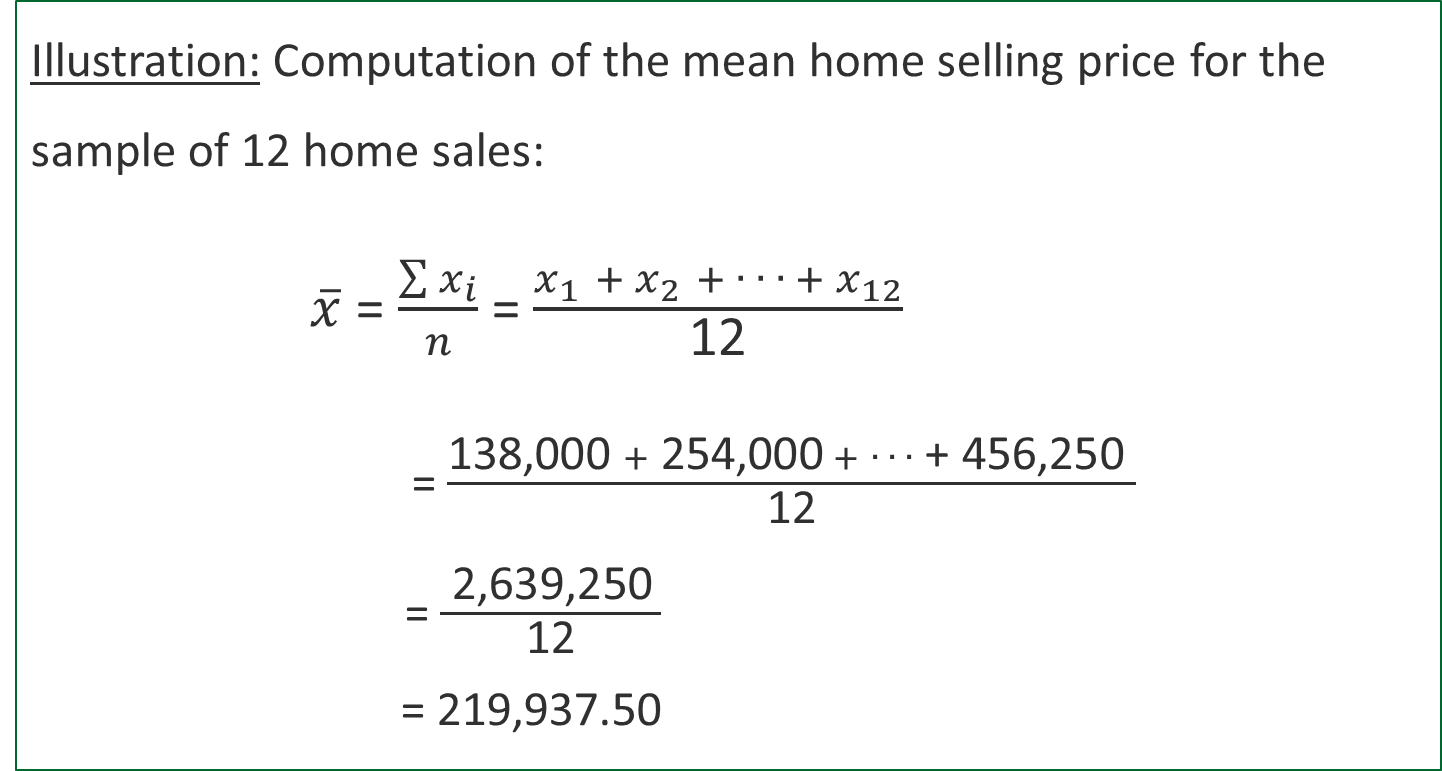 Illustration: Computation of the mean home selling price for the
sample of 12 home sales:
x̄ = ∑ xᵢ / n = x₁ + x₂ + · · · + x₁₂ / 12
= 138,000 + 254,000 + · · · + 456,250 / 12
= 2,639,250 / 12
= 219,937.50